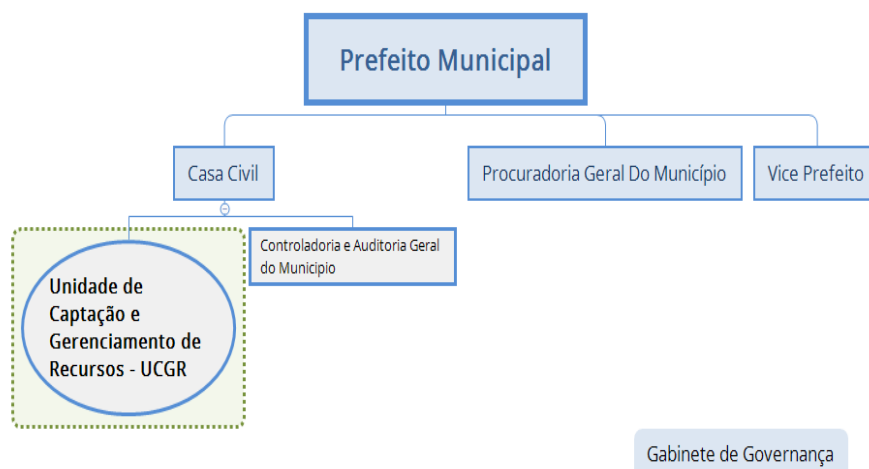 Prefeito Municipal
Casa Civil
Procuradoria Geral Do Município
Vice Prefeito
Controladoria e Auditoria Geral
do Municipio
Unidade de
Captação e
Gerenciamento de
Recursos - UCGR
Gabinete de Governança